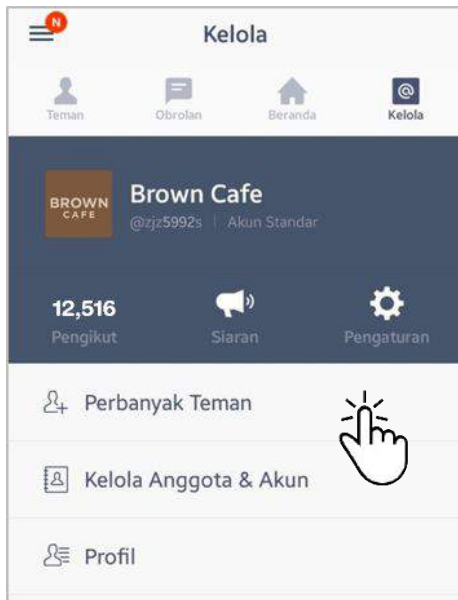 N
Kelola
Teman Obrolan Beranda @ Kelola
BROWN
CAFE
Brown Cafe
@zjz5992s | Akun Standar
12,516
Pengikut Siaran Pengaturan
Perbanyak Teman
Kelola Anggota & Akun
Profil